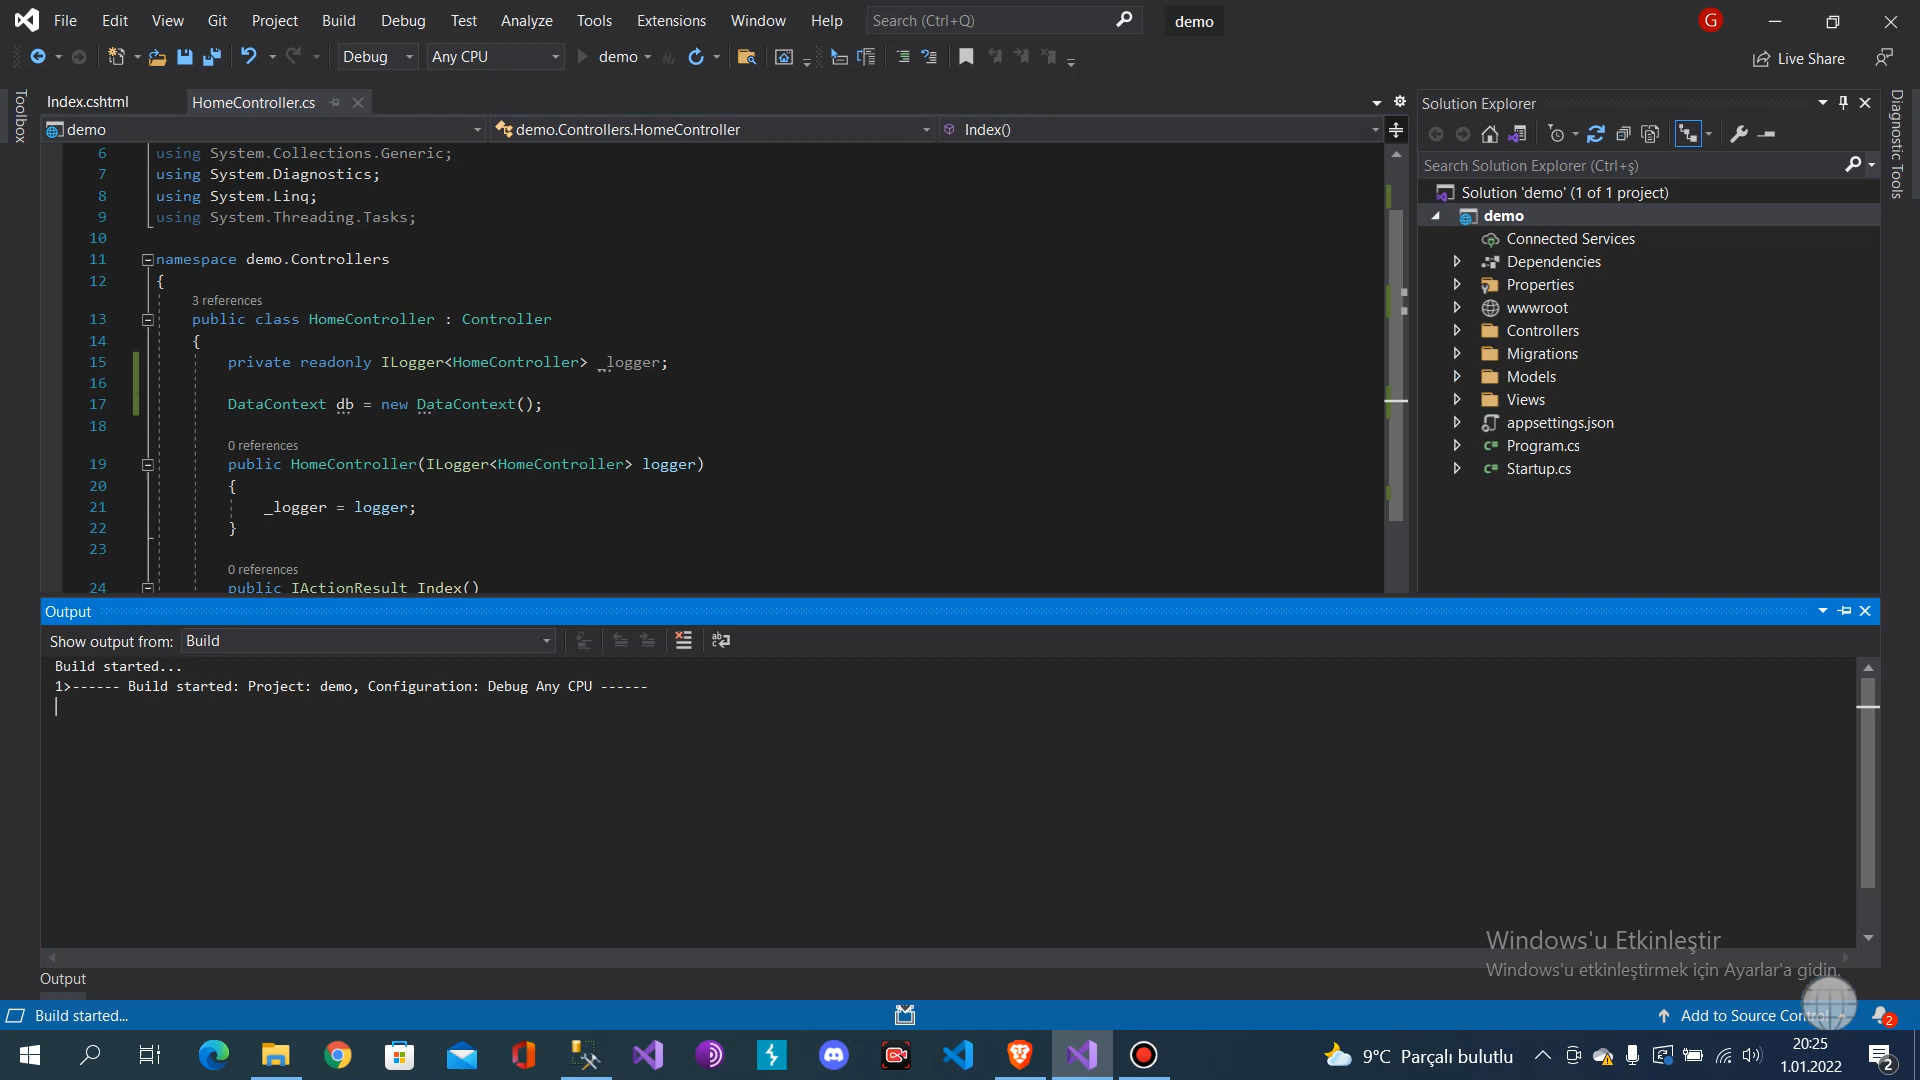 File Edit View Git Project Build Debug Test Analyze Tools Extensions Window Help Search (Ctrl+Q) demo G
Debug Any CPU demo Live Share
Toolbox
Index.cshtml HomeController.cs
demo demo.Controllers.HomeController Index()
6 using System.Collections.Generic;
7 using System.Diagnostics;
8 using System.Linq;
9 using System.Threading.Tasks;
10
11 namespace demo.Controllers
12 {
3 references
13 public class HomeController : Controller
14 {
15 private readonly ILogger<HomeController> _logger;
16
17 DataContext db = new DataContext();
18
0 references
19 public HomeController(ILogger<HomeController> logger)
20 {
21 _logger = logger;
22 }
23
0 references
24 public IActionResult Index()
Solution Explorer
Search Solution Explorer (Ctrl+ş)
Solution 'demo' (1 of 1 project)
demo
Connected Services
Dependencies
Properties
wwwroot
Controllers
Migrations
Models
Views
appsettings.json
C# Program.cs
C# Startup.cs
Diagnostic Tools
Output
Show output from: Build
Build started...
1>------ Build started: Project: demo, Configuration: Debug Any CPU ------
Windows'u Etkinleştir
Windows'u etkinleştirmek için Ayarlar'a gidin.
Output
Build started... Add to Source Control 2
9°C Parçalı bulutlu
20:25
1.01.2022
2